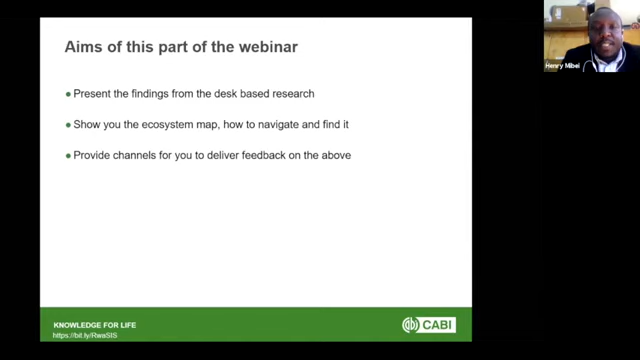 Aims of this part of the webinar
Henry Mibei
● Present the findings from the desk based research
● Show you the ecosystem map, how to navigate and find it
● Provide channels for you to deliver feedback on the above
KNOWLEDGE FOR LIFE
https://bit.ly/RwaSIS
CABI